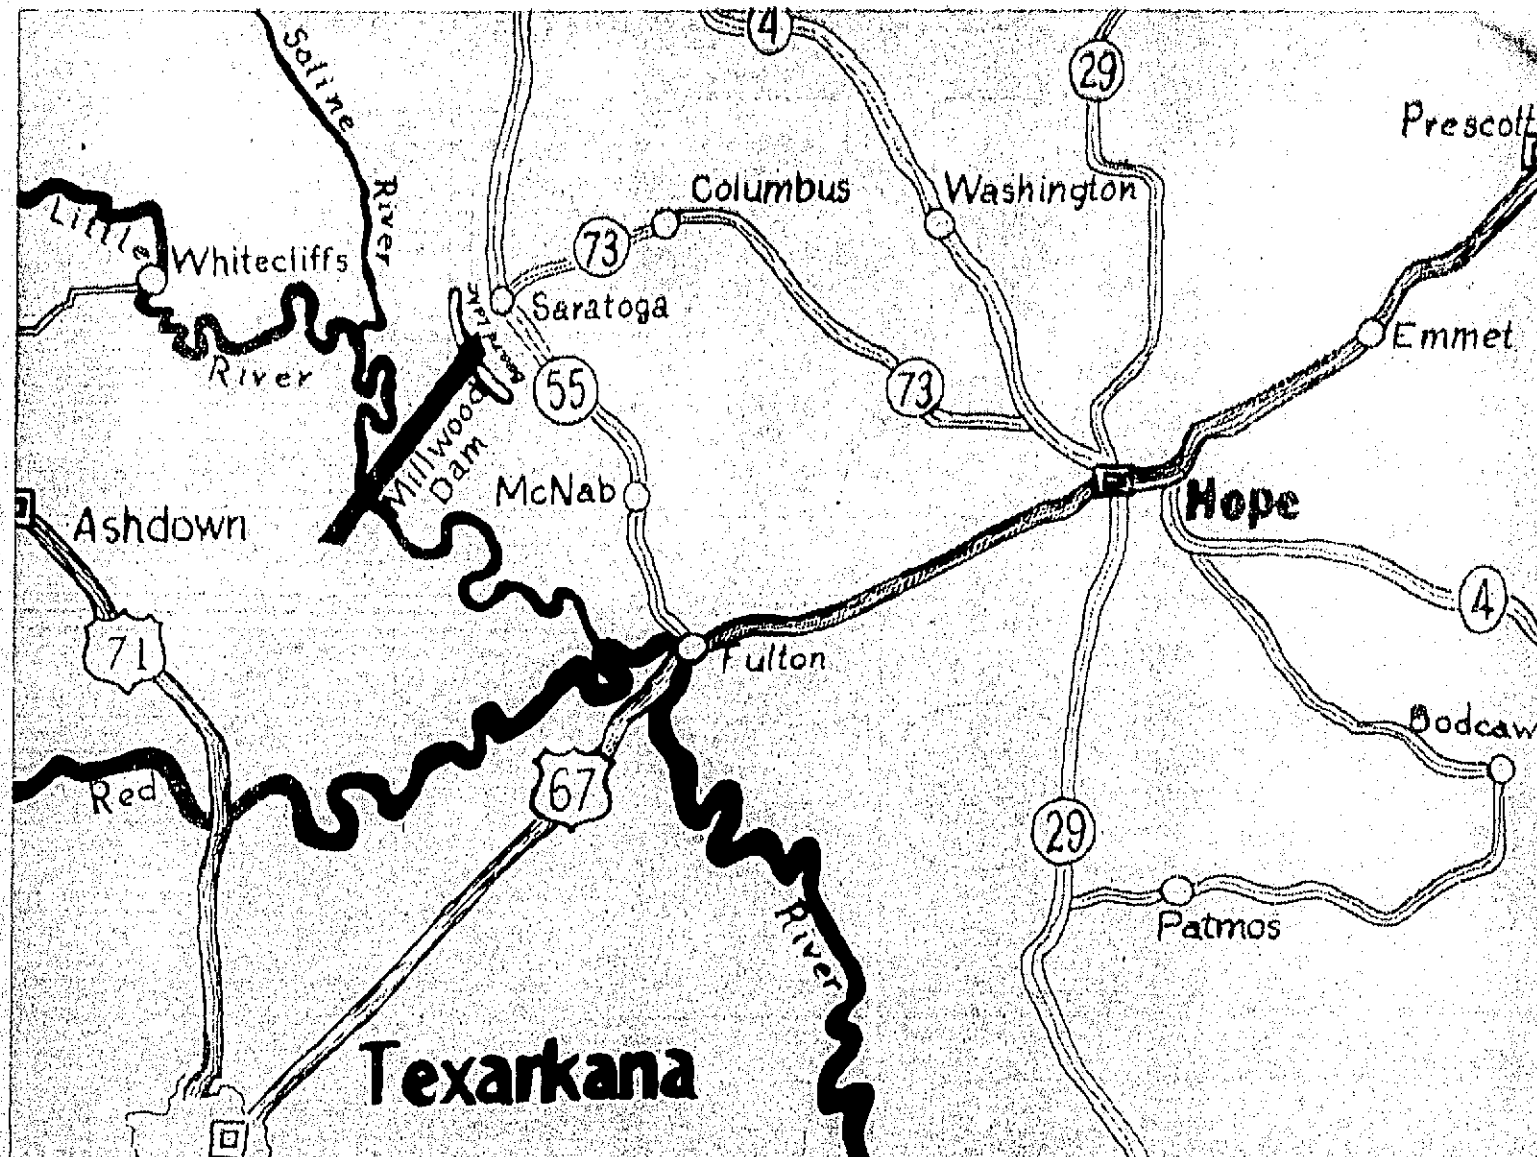 4
29
Saline
Prescott
River
Columbus
Washington
Little
73
Whitecliffs
Saratoga
Emmet
River
55
73
Millwood
Dam
McNab
Hope
Ashdown
4
71
Fulton
Bodcaw
67
Red
29
River
Patmos
Texarkana